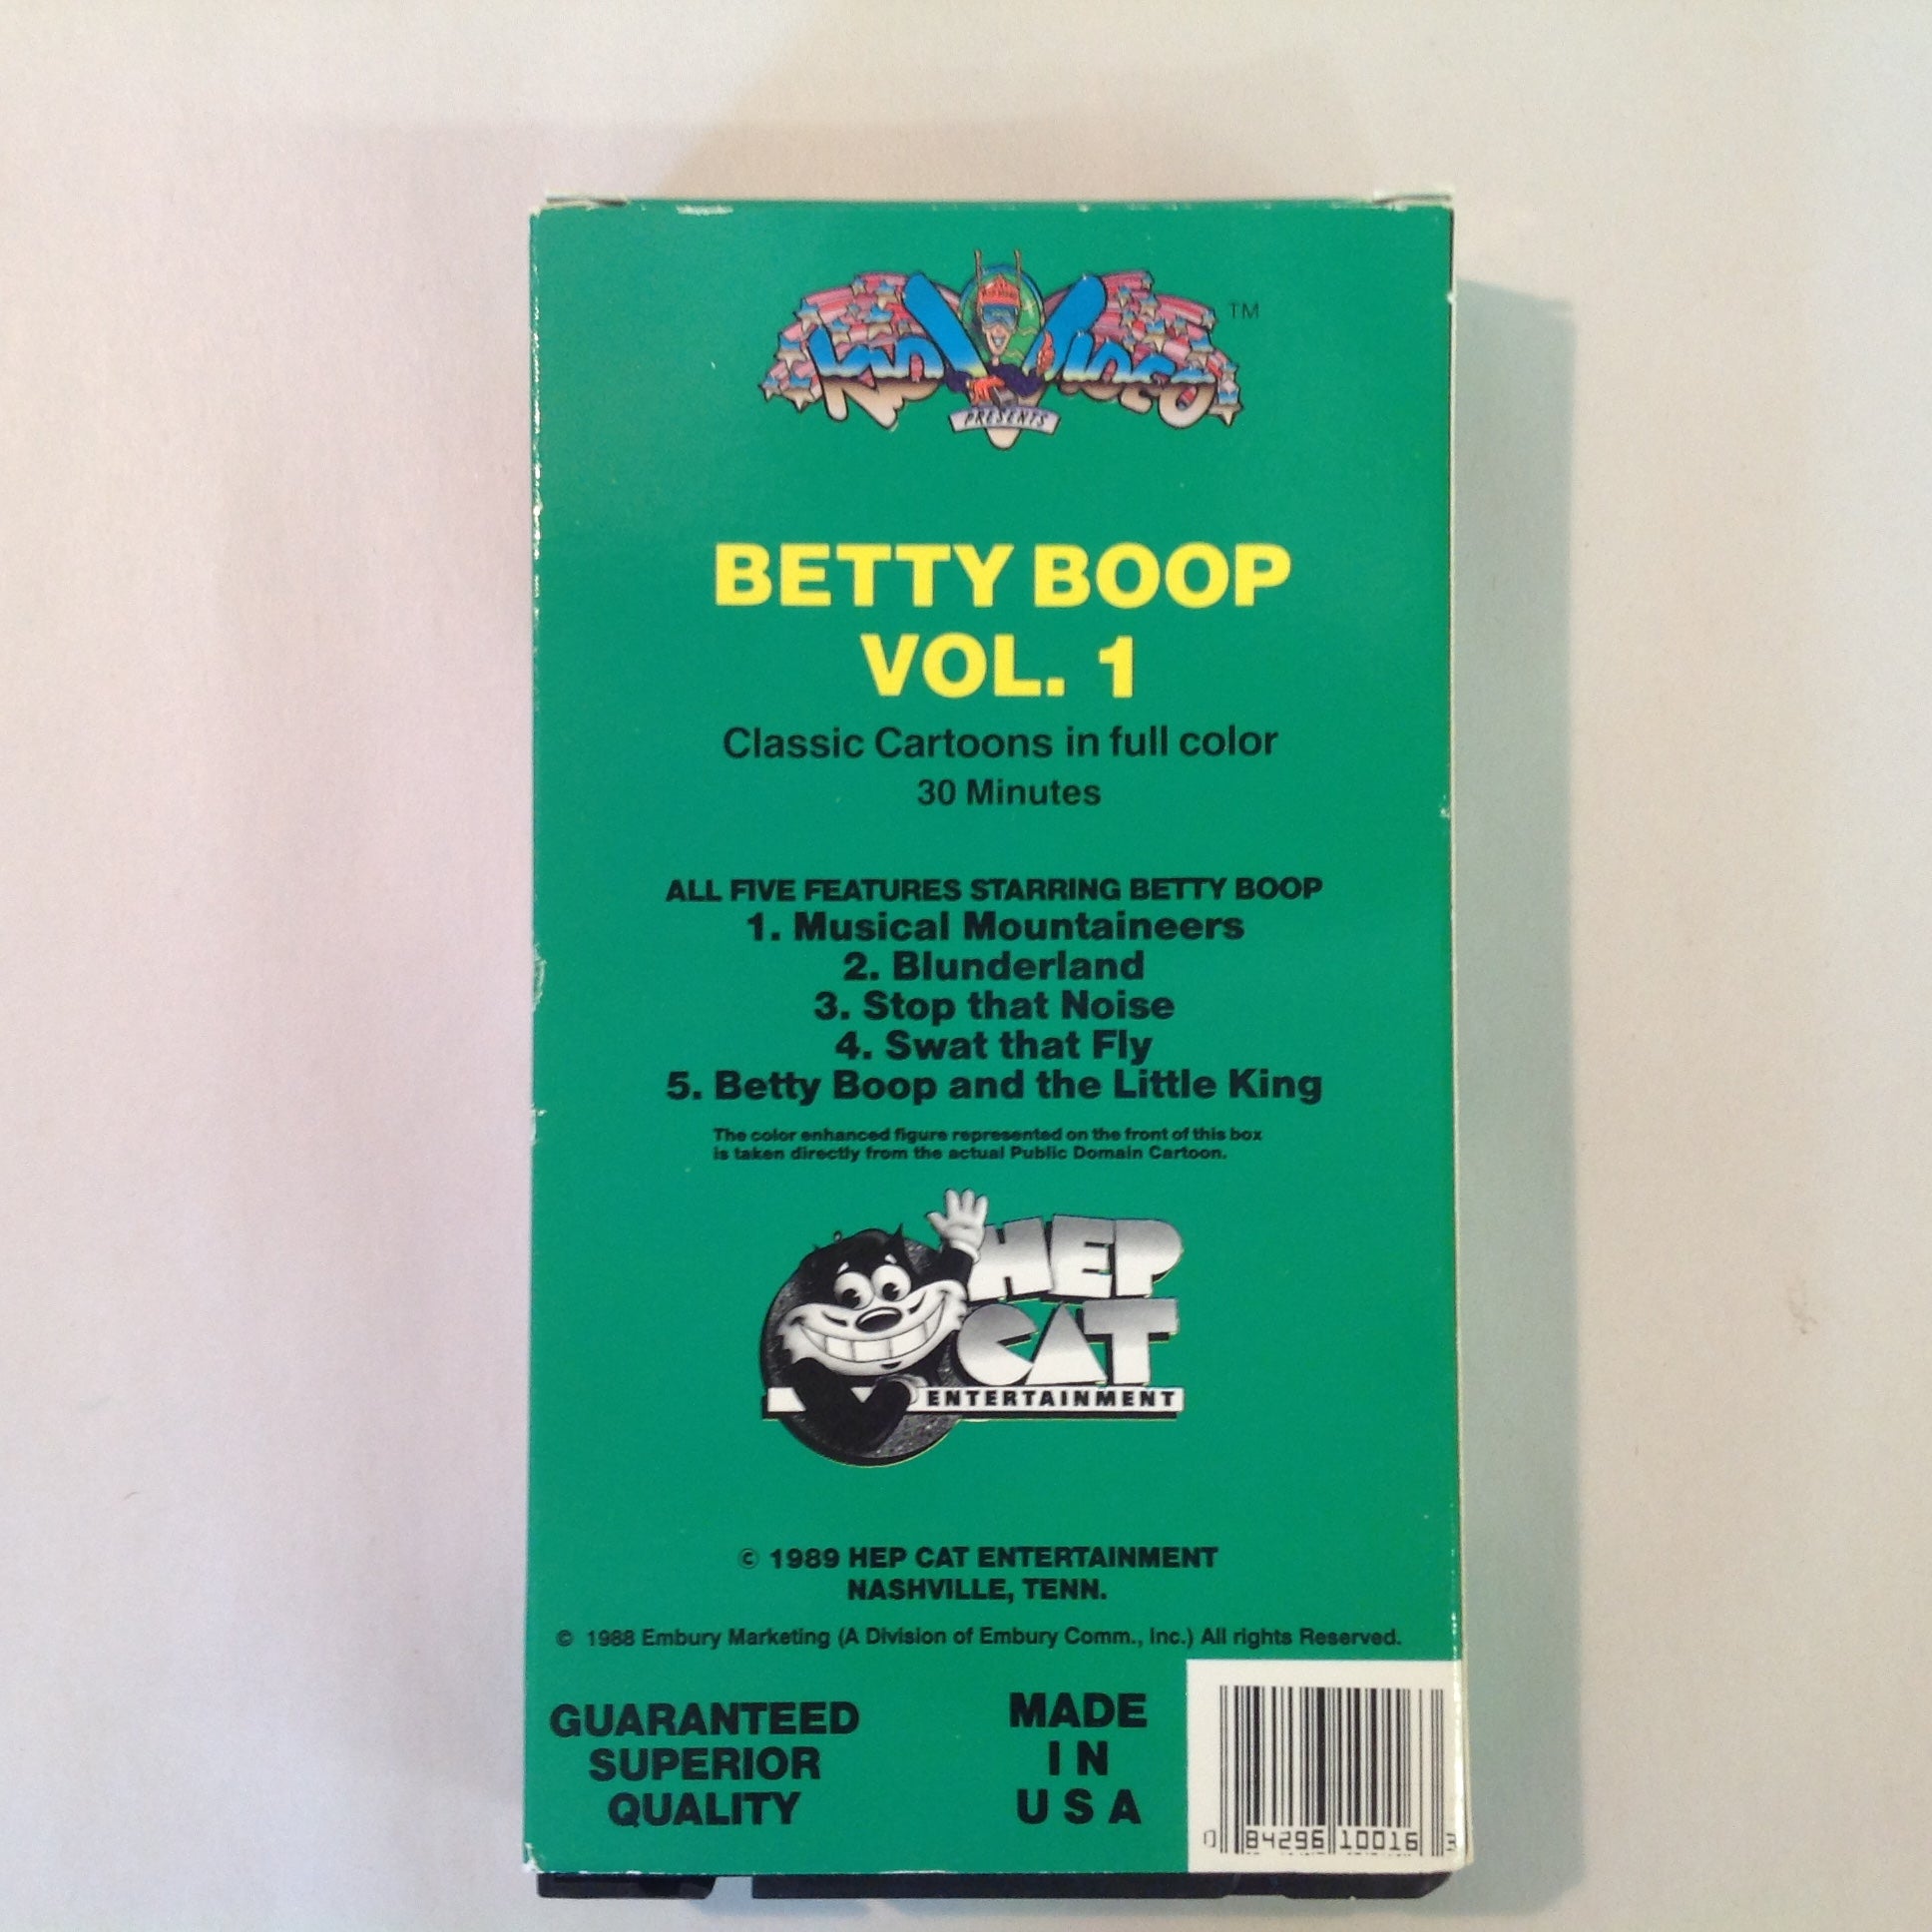 KID VIDEO TM
PRESENTS
BETTY BOOP
VOL. 1
Classic Cartoons in full color
30 Minutes
ALL FIVE FEATURES STARRING BETTY BOOP
1. Musical Mountaineers
2. Blunderland
3. Stop that Noise
4. Swat that Fly
5. Betty Boop and the Little King
The color enhanced figure represented on the front of this box
is taken directly from the actual Public Domain Cartoon.
HEP
CAT
ENTERTAINMENT
© 1989 HEP CAT ENTERTAINMENT
NASHVILLE, TENN.
© 1988 Embury Marketing (A Division of Embury Comm., Inc.) All rights Reserved.
GUARANTEED
SUPERIOR
QUALITY
MADE
IN
USA
0 84296 10016 3